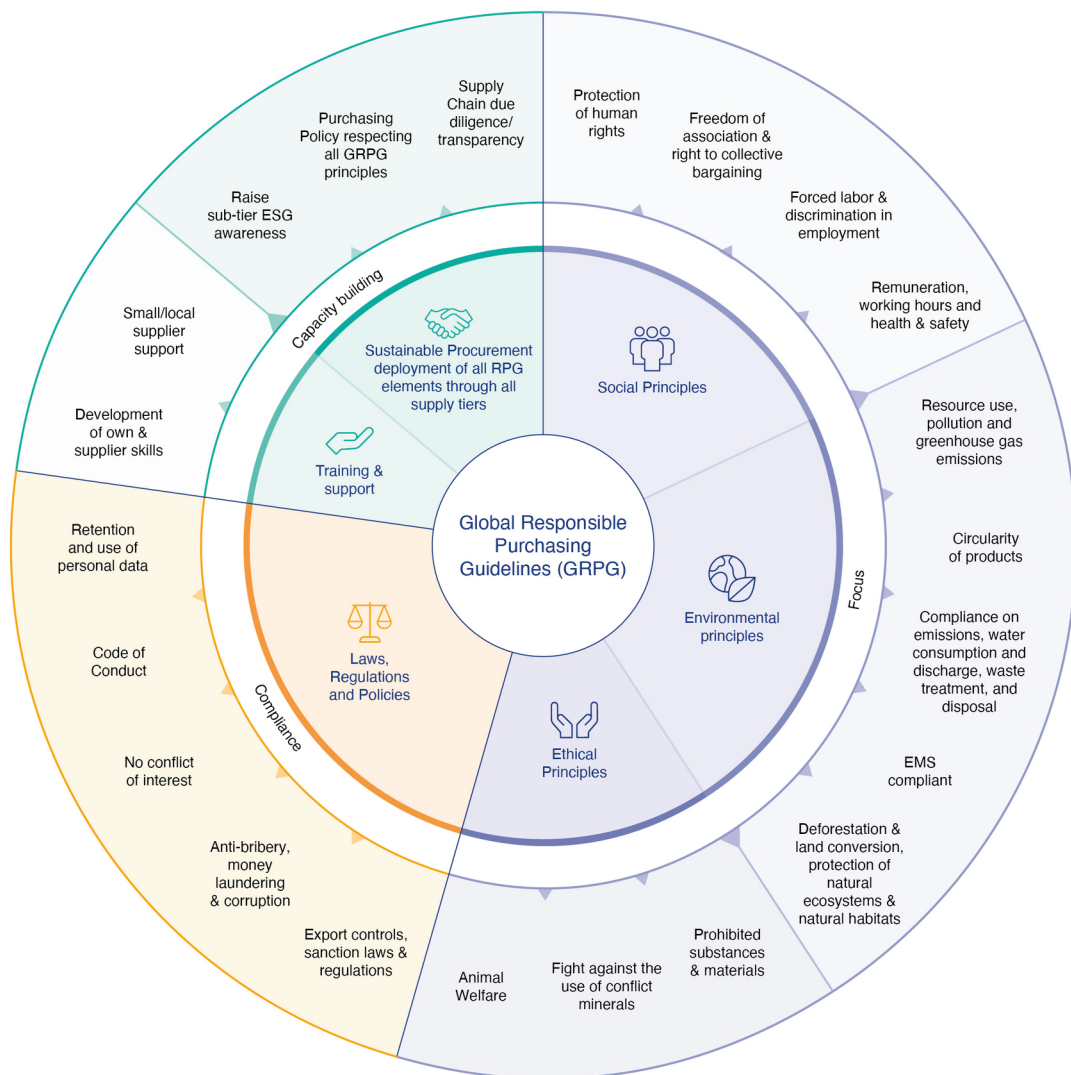 Supply
Chain due
diligence/
transparency
Purchasing
Policy respecting
all GRPG
principles
Raise
sub-tier ESG
awareness
Small/local
supplier
support
Development
of own &
supplier skills
Protection
of human
rights
Freedom of
association &
right to collective
bargaining
Forced labor &
discrimination in
employment
Remuneration,
working hours and
health & safety
Resource use,
pollution and
greenhouse gas
emissions
Circularity
of products
Compliance on
emissions, water
consumption and
discharge, waste
treatment, and
disposal
EMS
compliant
Deforestation &
land conversion,
protection of
natural
ecosystems &
natural habitats
Prohibited
substances
& materials
Fight against the
use of conflict
minerals
Animal
Welfare
Export controls,
sanction laws &
regulations
Anti-bribery,
money
laundering
& corruption
No conflict
of interest
Code of
Conduct
Retention
and use of
personal data
Capacity building
Focus
Compliance
Sustainable Procurement
deployment of all RPG
elements through all
supply tiers
Training &
support
Social Principles
Environmental
principles
Ethical
Principles
Laws,
Regulations
and Policies
Global Responsible
Purchasing
Guidelines (GRPG)